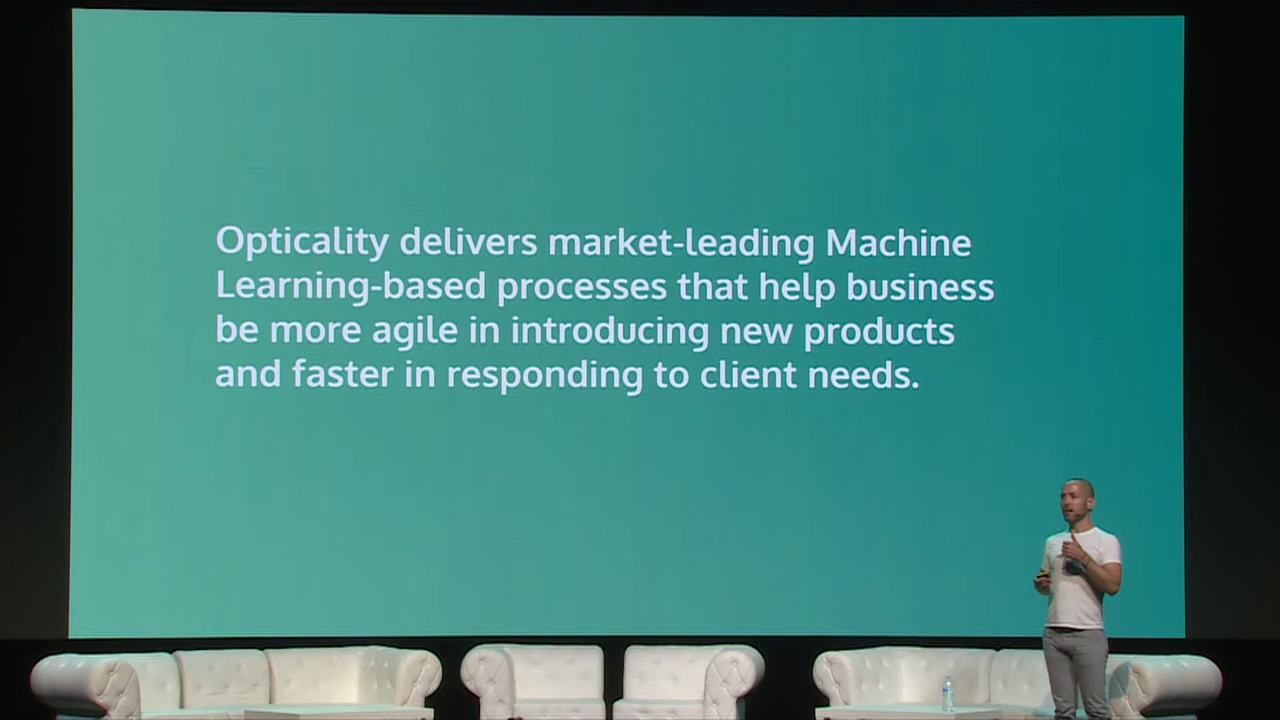 Opticality delivers market-leading Machine
Learning-based processes that help business
be more agile in introducing new products
and faster in responding to client needs.